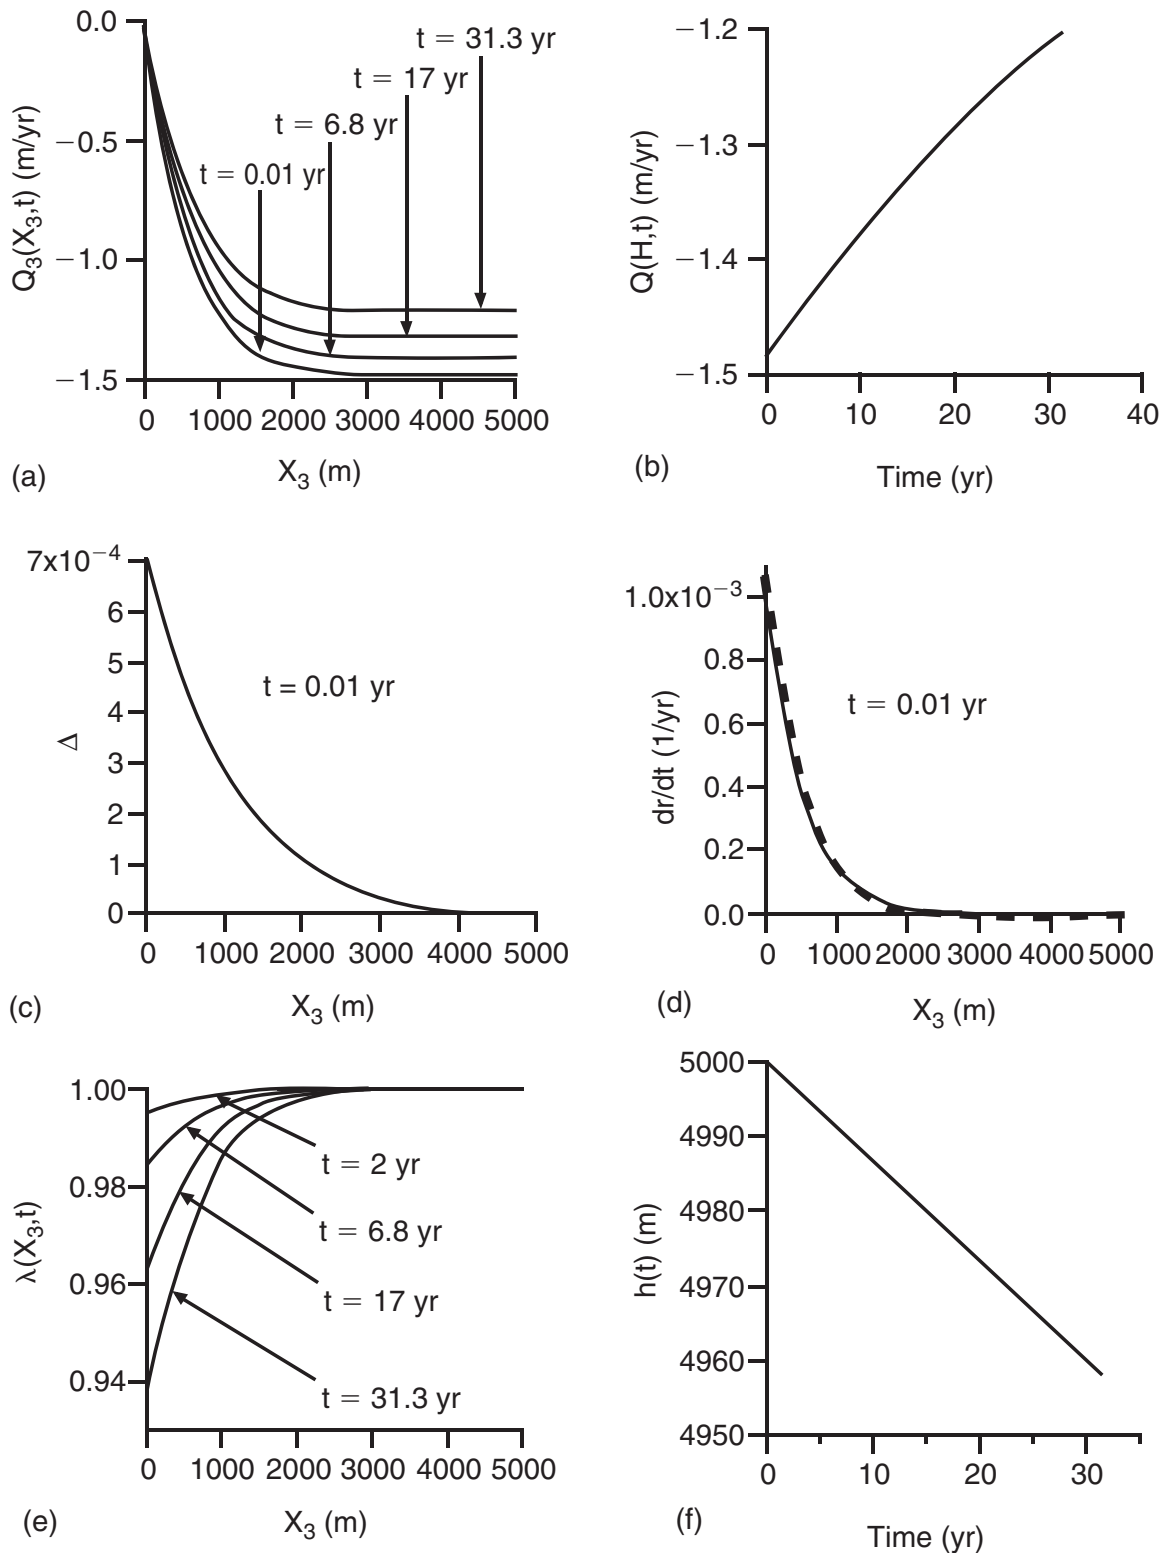 0.0
−0.5
−1.0
−1.5
Q₃(X₃,t) (m/yr)
t = 31.3 yr
t = 17 yr
t = 6.8 yr
t = 0.01 yr
0 1000 2000 3000 4000 5000
X₃ (m)
(a)
−1.2
−1.3
−1.4
−1.5
Q(H,t) (m/yr)
0 10 20 30 40
Time (yr)
(b)
7x10⁻⁴
6
5
4
3
2
1
0
Δ
t = 0.01 yr
0 1000 2000 3000 4000 5000
X₃ (m)
(c)
1.0x10⁻³
0.8
0.6
0.4
0.2
0.0
dr/dt (1/yr)
t = 0.01 yr
0 1000 2000 3000 4000 5000
X₃ (m)
(d)
1.00
0.98
0.96
0.94
λ(X₃,t)
t = 2 yr
t = 6.8 yr
t = 17 yr
t = 31.3 yr
0 1000 2000 3000 4000 5000
X₃ (m)
(e)
5000
4990
4980
4970
4960
4950
h(t) (m)
0 10 20 30
Time (yr)
(f)